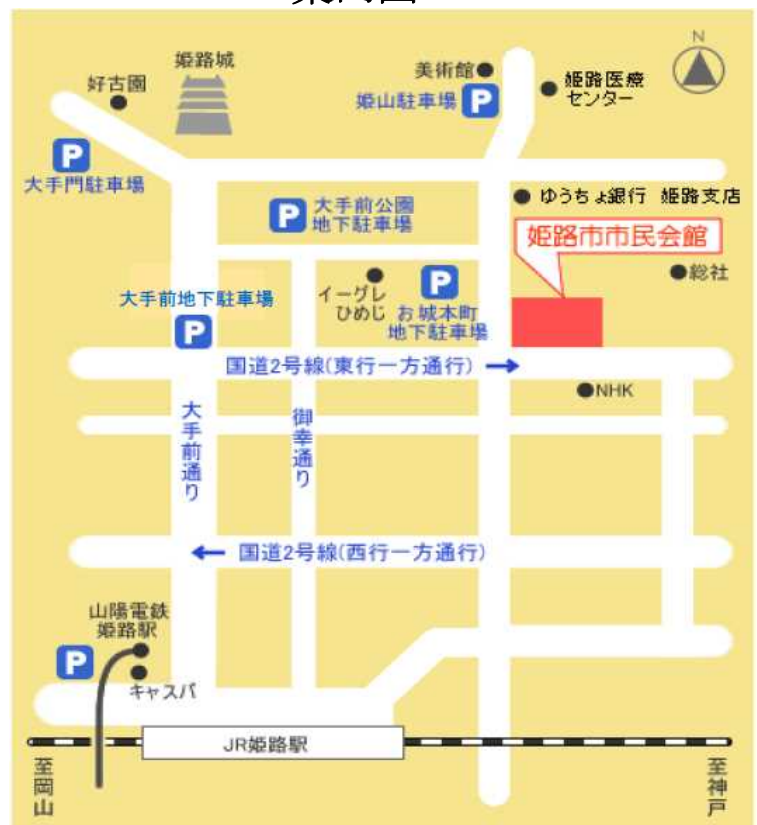 案内図
N
姫路城
美術館
好古園
姫路医療
センター
姫山駐車場
P
P
大手門駐車場
ゆうちょ銀行 姫路支店
P
大手前公園
地下駐車場
姫路市市民会館
総社
P
イーグレ
ひめじ
大手前地下駐車場
お城本町
地下駐車場
P
国道2号線(東行一方通行)
NHK
大手前通り
御幸通り
国道2号線(西行一方通行)
山陽電鉄
姫路駅
P
キャスパ
JR姫路駅
至岡山
至神戸